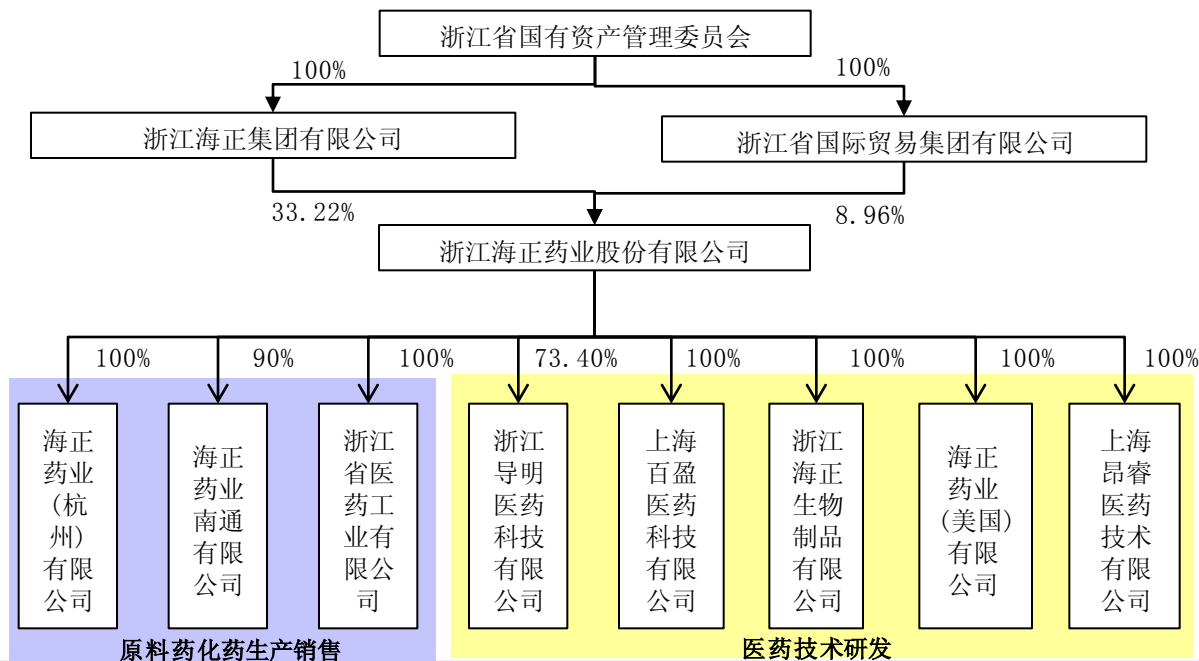 浙江省国有资产管理委员会
100%
100%
浙江海正集团有限公司
浙江省国际贸易集团有限公司
33.22%
8.96%
浙江海正药业股份有限公司
100%
90%
100%
73.40%
100%
100%
100%
100%
海正
药业
(杭
州)
有限
公司
海正
药业
南通
有限
公司
浙江
省医
药工
业有
限公
司
浙江
导明
医药
科技
有限
公司
上海
百盈
医药
科技
有限
公司
浙江
海正
生物
制品
有限
公司
海正
药业
(美国)
有限
公司
上海
昂睿
医药
技术
有限
公司
原料药化药生产销售
医药技术研发